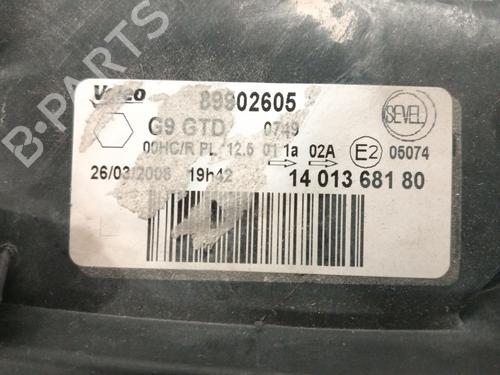 Valeo 89902605 SEVEL
G9 GTD 0749
00HC/R PL 12.5 01 1a 02A E2 05074
26/03/2008 19h42 14 013 681 80
B-PARTS